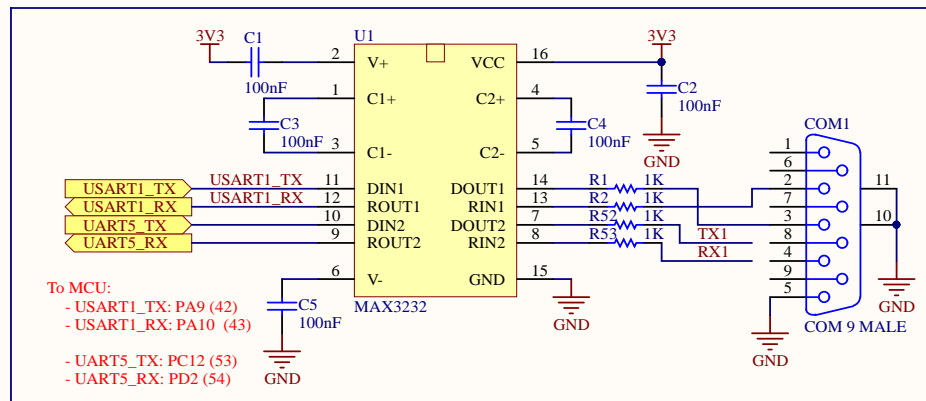 3V3 C1 U1 3V3
100nF 2 V+ VCC 16
1 C1+ C2+ 4 C2
100nF
C3 C4 COM1
100nF 100nF GND
3 C1- C2- 5 1
6
USART1_TX USART1_TX 11 DIN1 DOUT1 14 R1 1K 2 11
USART1_RX USART1_RX 12 ROUT1 RIN1 13 R2 1K 7
UART5_TX 10 DIN2 DOUT2 7 R52 1K 3 10
UART5_RX 9 ROUT2 RIN2 8 R53 1K TX1 8
RX1 4
6 V- GND 15 9
To MCU: C5 MAX3232 5
- USART1_TX: PA9 (42) 100nF GND GND
- USART1_RX: PA10 (43) COM 9 MALE
GND GND
- UART5_TX: PC12 (53)
- UART5_RX: PD2 (54)